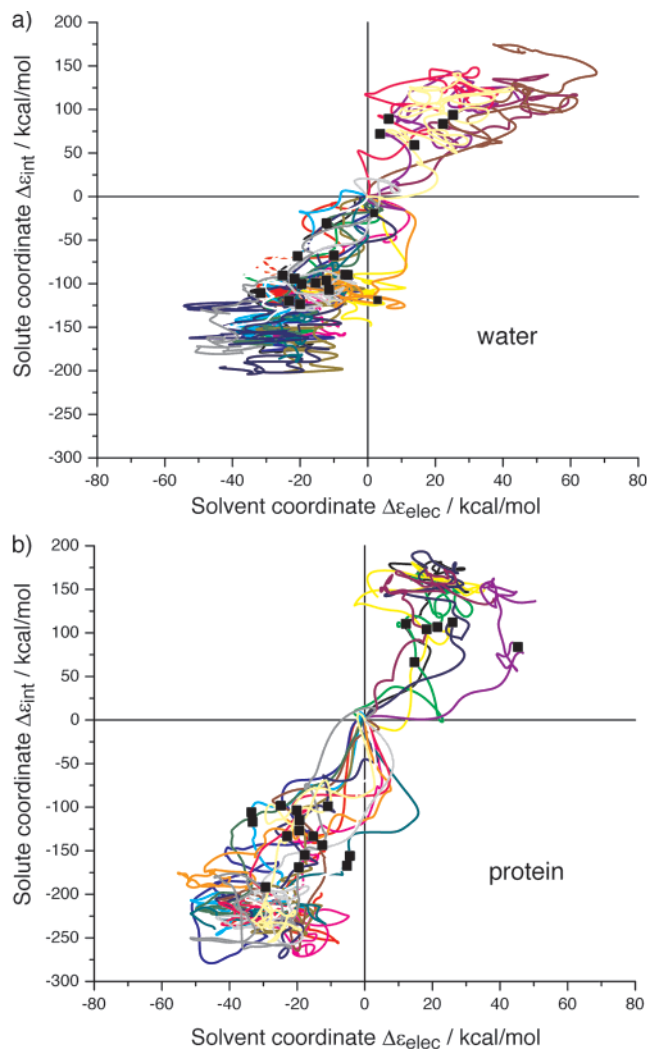 a)
200
150
100
50
0
-50
-100
-150
-200
-250
-300
Solute coordinate Δεint / kcal/mol
water
-80 -60 -40 -20 0 20 40 60 80
Solvent coordinate Δεelec / kcal/mol
b)
200
150
100
50
0
-50
-100
-150
-200
-250
-300
Solute coordinate Δεint / kcal/mol
protein
-80 -60 -40 -20 0 20 40 60 80
Solvent coordinate Δεelec / kcal/mol